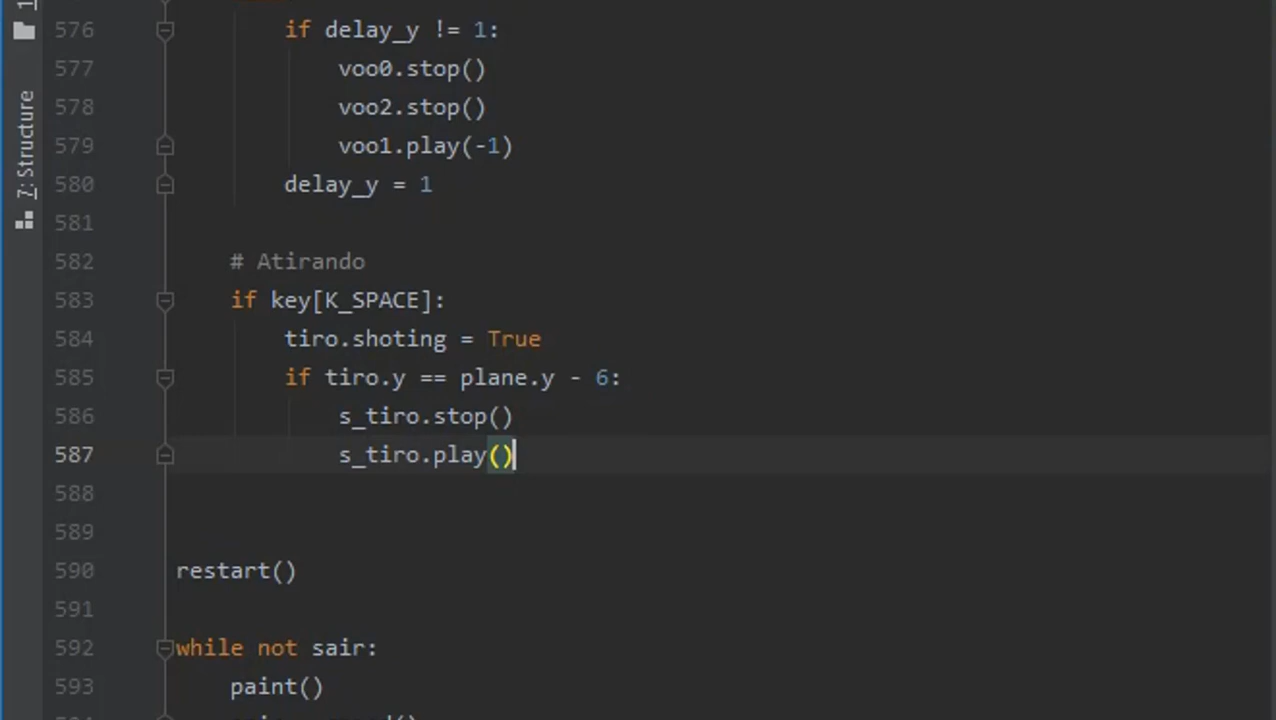 7: Structure
576 if delay_y != 1:
577 voo0.stop()
578 voo2.stop()
579 voo1.play(-1)
580 delay_y = 1
581
582 # Atirando
583 if key[K_SPACE]:
584 tiro.shoting = True
585 if tiro.y == plane.y - 6:
586 s_tiro.stop()
587 s_tiro.play()
588
589
590 restart()
591
592 while not sair:
593 paint()